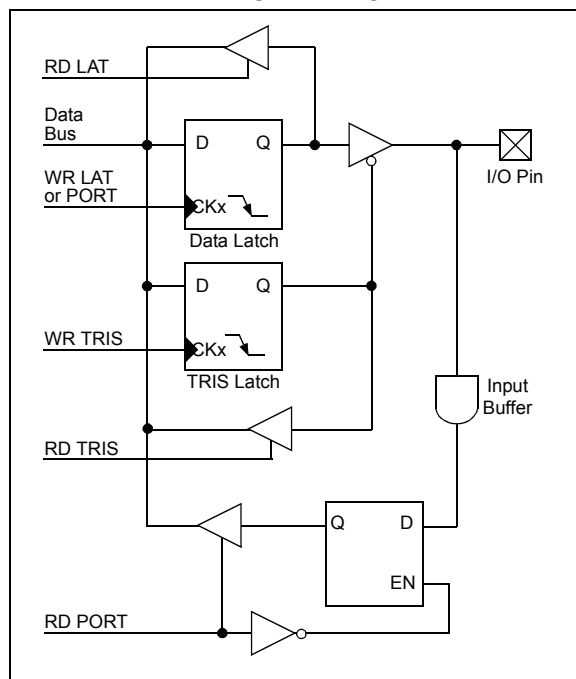 RD LAT
Data
Bus
D Q
I/O Pin
WR LAT
or PORT
CKx
Data Latch
D Q
WR TRIS
CKx
TRIS Latch
Input
Buffer
RD TRIS
Q D
EN
RD PORT